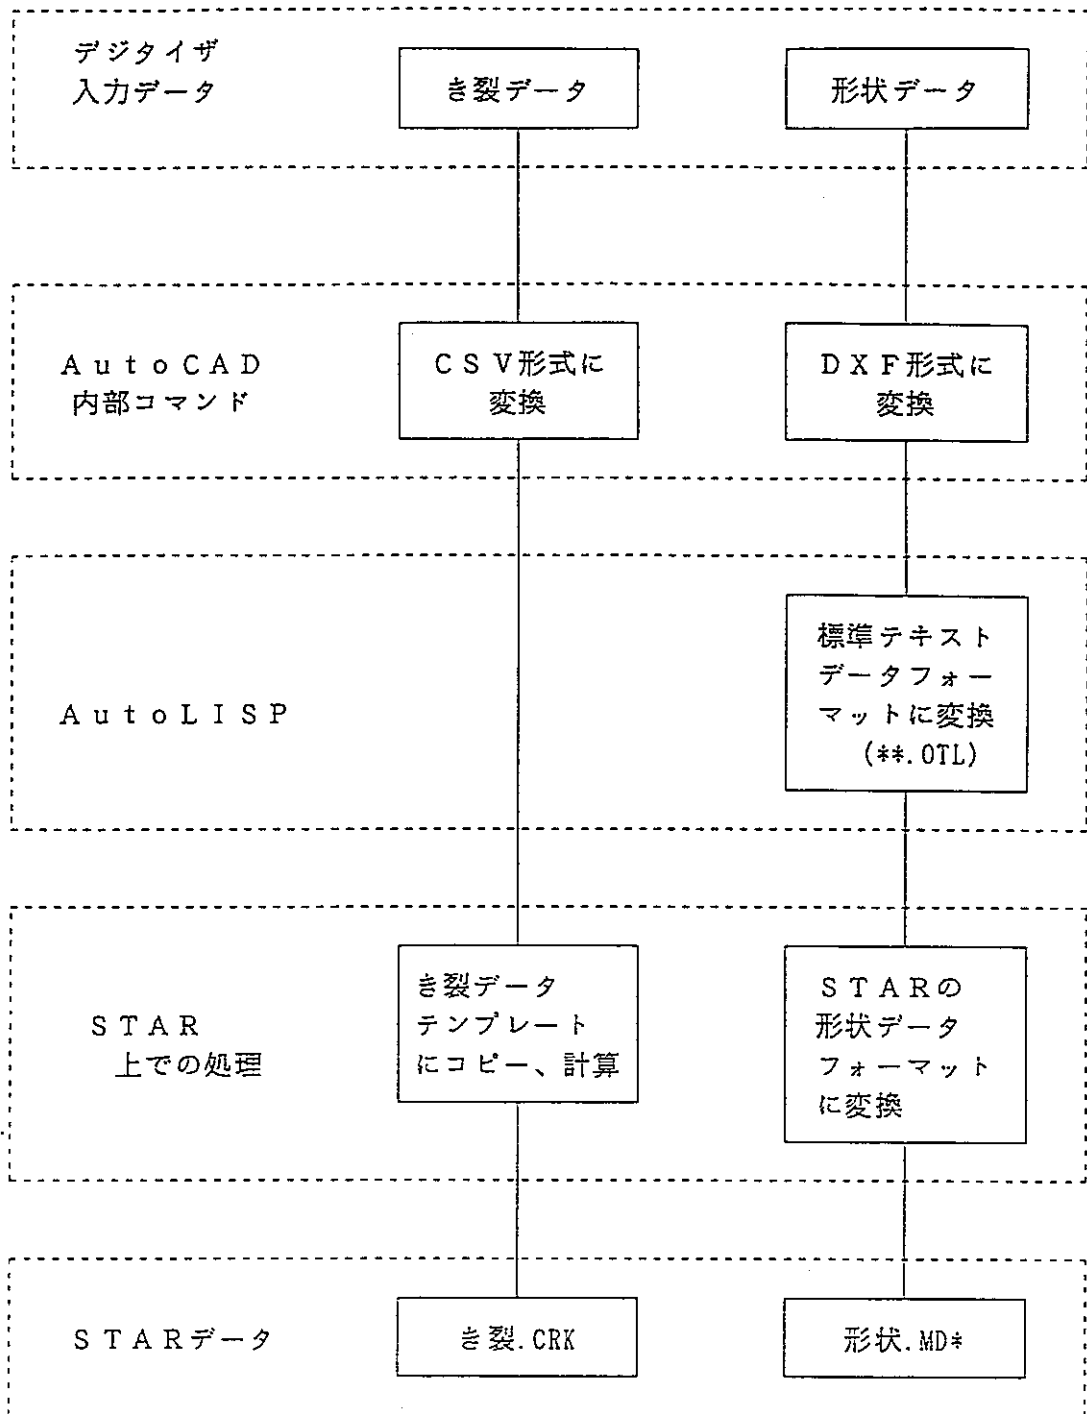 デジタイザ
入力データ
き裂データ
形状データ
AutoCAD
内部コマンド
CSV形式に
変換
DXF形式に
変換
AutoLISP
標準テキスト
データフォー
マットに変換
(**.OTL)
STAR
上での処理
き裂データ
テンプレート
にコピー、計算
STARの
形状データ
フォーマット
に変換
STARデータ
き裂.CRK
形状.MD*